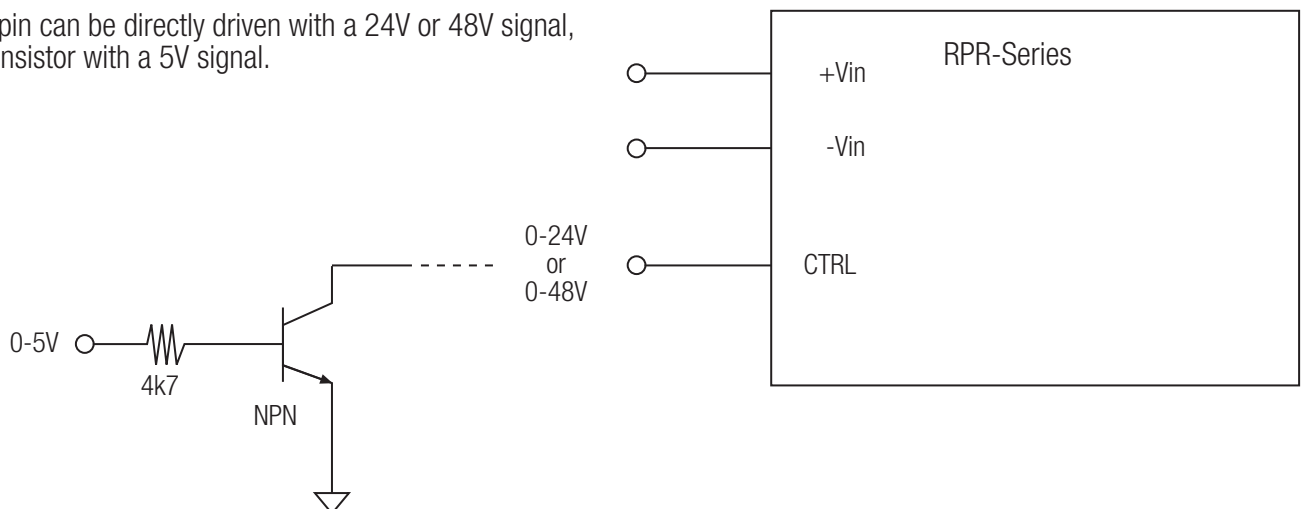 pin can be directly driven with a 24V or 48V signal,
nsistor with a 5V signal.
RPR-Series
+Vin
-Vin
0-24V
or
0-48V
CTRL
0-5V
4k7
NPN